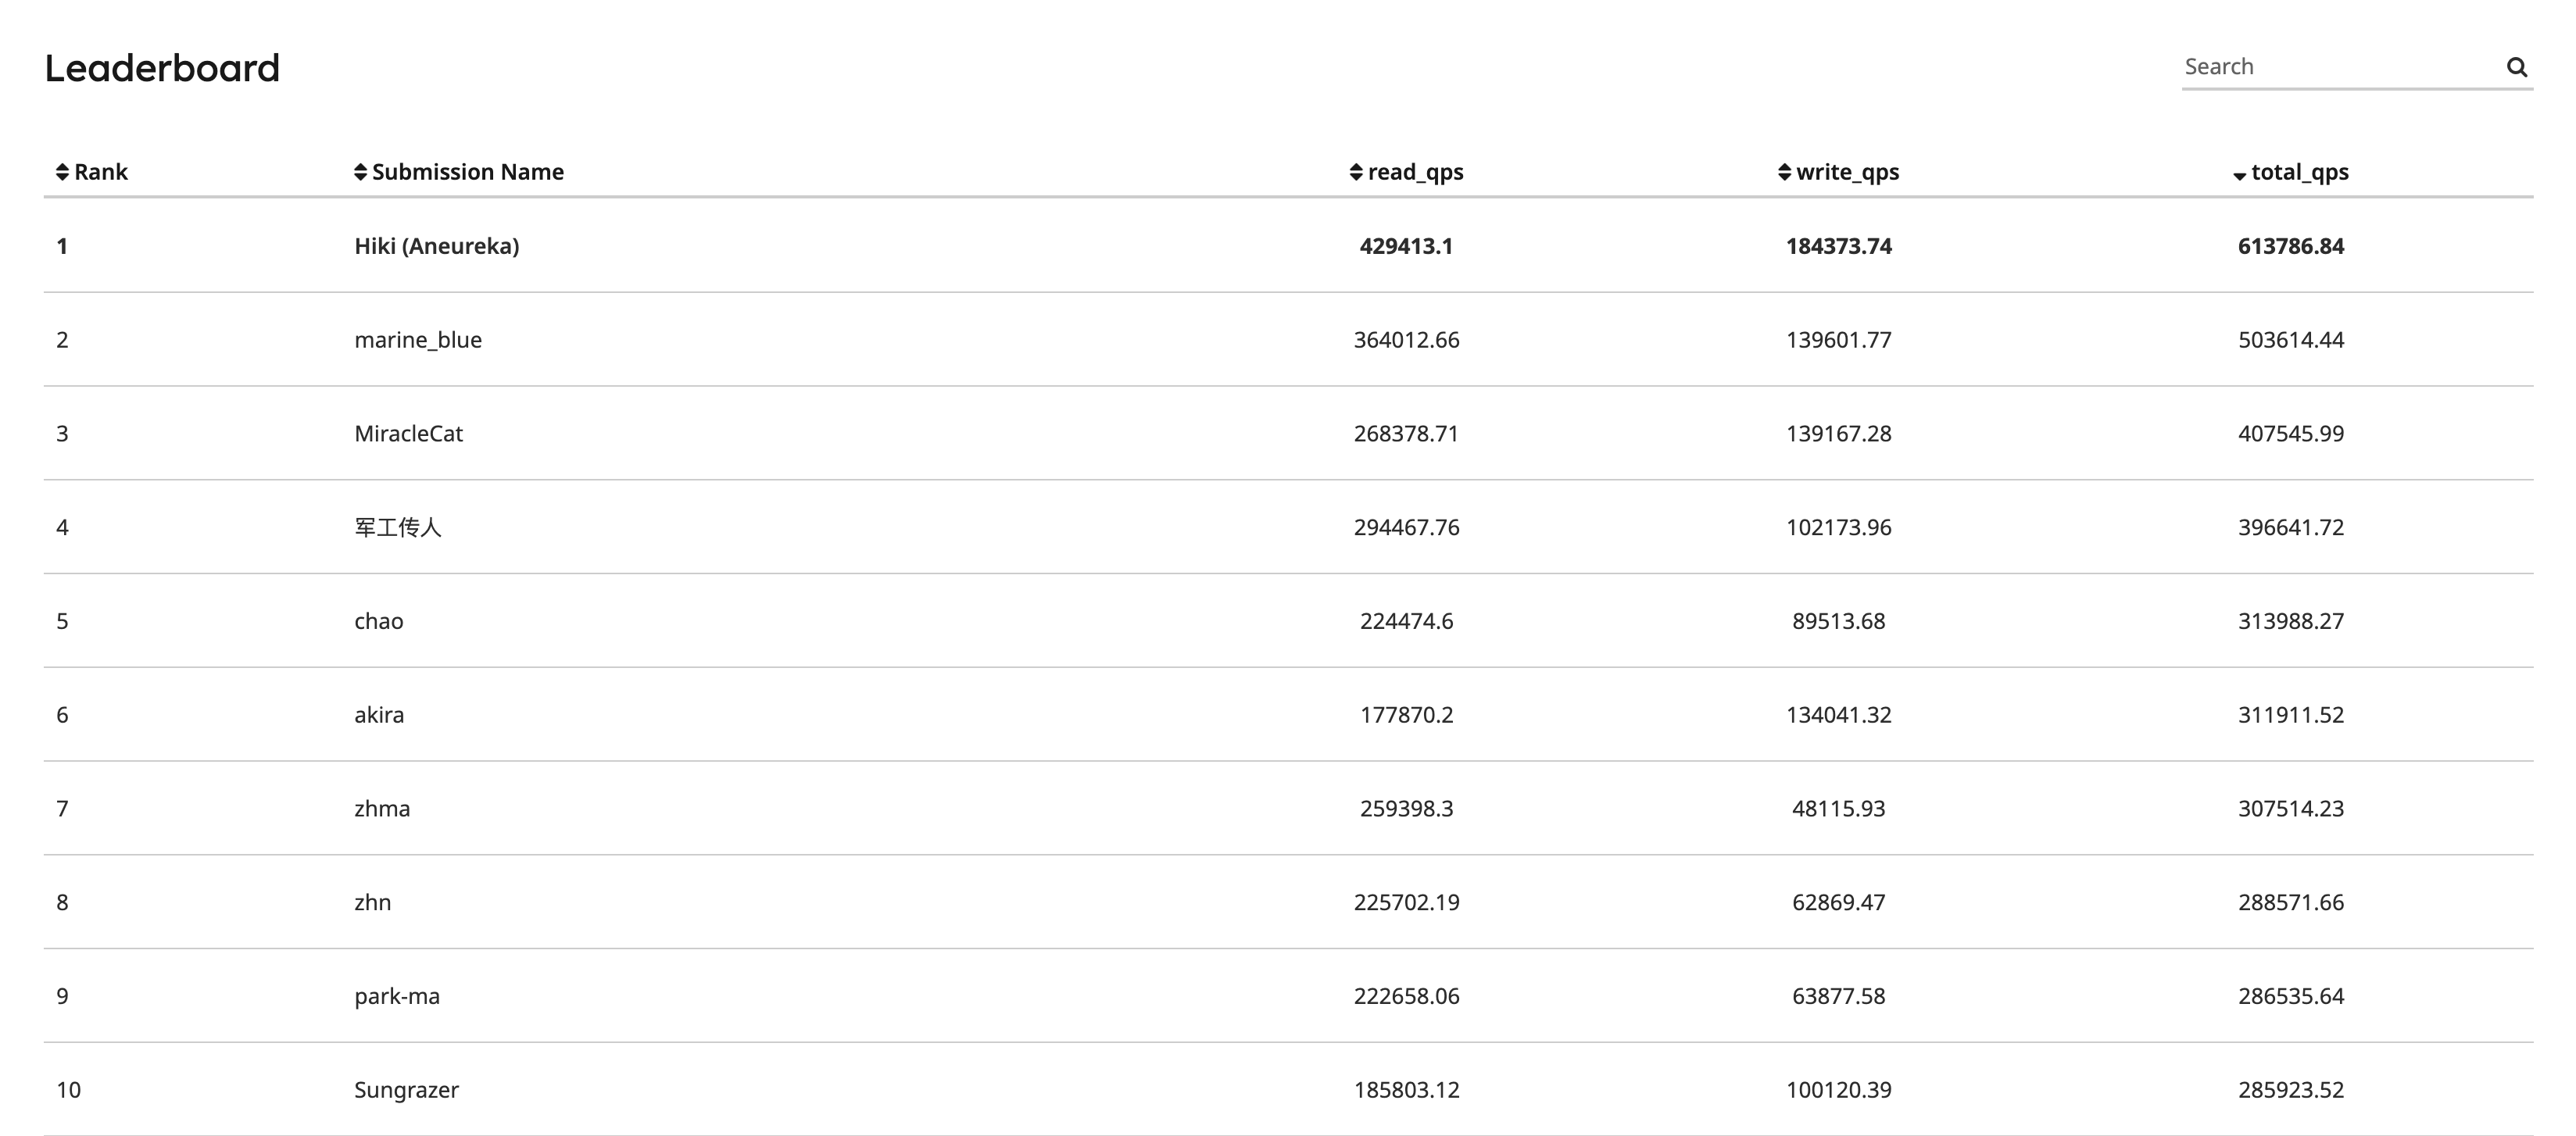 Leaderboard
Search
Rank Submission Name read_qps write_qps total_qps
1 Hiki (Aneureka) 429413.1 184373.74 613786.84
2 marine_blue 364012.66 139601.77 503614.44
3 MiracleCat 268378.71 139167.28 407545.99
4 军工传人 294467.76 102173.96 396641.72
5 chao 224474.6 89513.68 313988.27
6 akira 177870.2 134041.32 311911.52
7 zhma 259398.3 48115.93 307514.23
8 zhn 225702.19 62869.47 288571.66
9 park-ma 222658.06 63877.58 286535.64
10 Sungrazer 185803.12 100120.39 285923.52